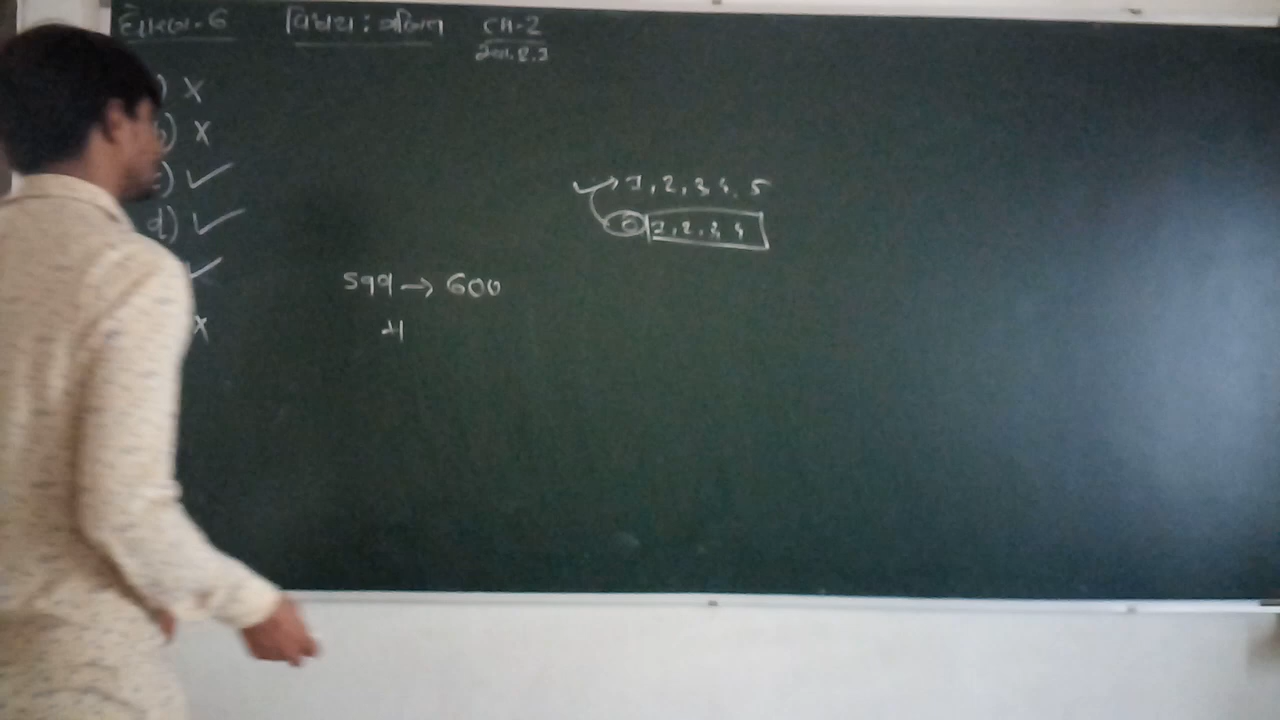 ધોરણ-6 વિષય : ગણિત CH-2
સ્વા.2.3
) X
b) X
c) ✓
d) ✓
✓
X
1, 2, 3, 4, 5
0 1, 2, 3, 4
599 → 600
+1